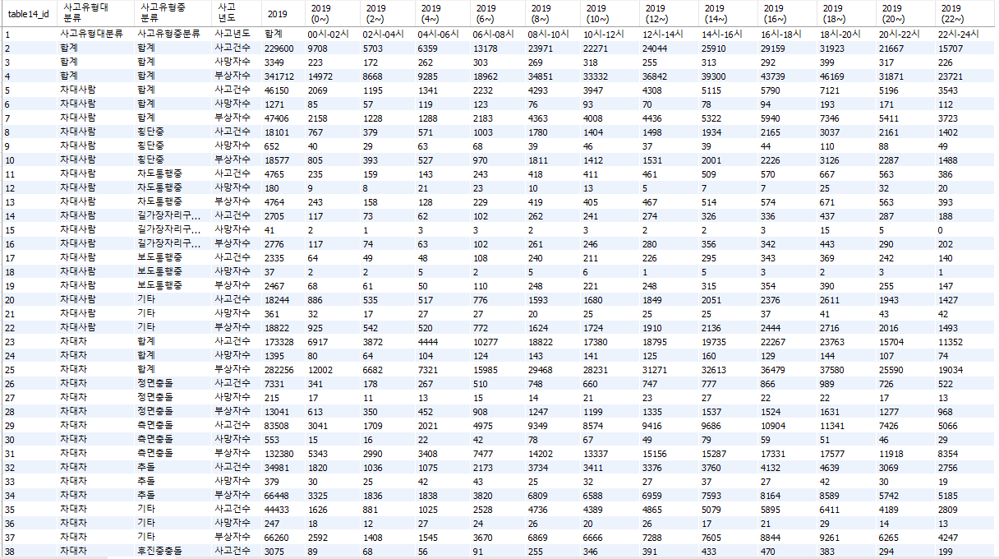 table14_id 사고유형대 분류 사고유형중 분류 사고 년도 2019 2019 (0~) 2019 (2~) 2019 (4~) 2019 (6~) 2019 (8~) 2019 (10~) 2019 (12~) 2019 (14~) 2019 (16~) 2019 (18~) 2019 (20~) 2019 (22~)
1 사고유형대분류 사고유형중분류 사고년도 합계 00시-02시 02시-04시 04시-06시 06시-08시 08시-10시 10시-12시 12시-14시 14시-16시 16시-18시 18시-20시 20시-22시 22시-24시
2 합계 합계 사고건수 229600 9708 5703 6359 13178 23971 22271 24044 25910 29159 31923 21667 15707
3 합계 합계 사망자수 3349 223 172 262 303 269 318 255 313 292 399 317 226
4 합계 합계 부상자수 341712 14972 8668 9285 18962 34851 33332 36842 39300 43739 46169 31871 23721
5 차대사람 합계 사고건수 46150 2069 1195 1341 2232 4293 3947 4308 5115 5790 7121 5196 3543
6 차대사람 합계 사망자수 1271 85 57 119 123 76 93 70 78 94 193 171 112
7 차대사람 합계 부상자수 47406 2158 1228 1288 2183 4363 4008 4436 5322 5940 7346 5411 3723
8 차대사람 횡단중 사고건수 18101 767 379 571 1003 1780 1404 1498 1934 2165 3037 2161 1402
9 차대사람 횡단중 사망자수 652 40 29 63 68 39 46 37 39 44 110 88 49
10 차대사람 횡단중 부상자수 18577 805 393 527 970 1811 1412 1531 2001 2226 3126 2287 1488
11 차대사람 차도통행중 사고건수 4765 235 159 143 243 418 411 461 509 570 667 563 386
12 차대사람 차도통행중 사망자수 180 9 8 21 23 10 13 5 7 7 25 32 20
13 차대사람 차도통행중 부상자수 4764 243 158 128 229 419 405 467 514 574 671 563 393
14 차대사람 길가장자리구... 사고건수 2705 117 73 62 102 262 241 274 326 336 437 287 188
15 차대사람 길가장자리구... 사망자수 41 2 1 3 3 2 3 2 2 3 15 5 0
16 차대사람 길가장자리구... 부상자수 2776 117 74 63 102 261 246 280 356 342 443 290 202
17 차대사람 보도통행중 사고건수 2335 64 49 48 108 240 211 226 295 343 369 242 140
18 차대사람 보도통행중 사망자수 37 2 2 5 2 5 6 1 5 3 2 3 1
19 차대사람 보도통행중 부상자수 2467 68 61 50 110 248 221 248 315 354 390 255 147
20 차대사람 기타 사고건수 18244 886 535 517 776 1593 1680 1849 2051 2376 2611 1943 1427
21 차대사람 기타 사망자수 361 32 17 27 27 20 25 25 25 37 41 43 42
22 차대사람 기타 부상자수 18822 925 542 520 772 1624 1724 1910 2136 2444 2716 2016 1493
23 차대차 합계 사고건수 173328 6917 3872 4444 10277 18822 17380 18795 19735 22267 23763 15704 11352
24 차대차 합계 사망자수 1395 80 64 104 124 143 141 125 160 129 144 107 74
25 차대차 합계 부상자수 282256 12002 6682 7321 15985 29468 28231 31271 32613 36479 37580 25590 19034
26 차대차 정면충돌 사고건수 7331 341 178 267 510 748 660 747 777 866 989 726 522
27 차대차 정면충돌 사망자수 215 17 11 13 15 14 21 23 27 22 22 17 13
28 차대차 정면충돌 부상자수 13041 613 350 452 908 1247 1199 1335 1537 1524 1631 1277 968
29 차대차 측면충돌 사고건수 83508 3041 1709 2021 4975 9349 8574 9416 9686 10904 11341 7426 5066
30 차대차 측면충돌 사망자수 553 15 16 22 42 78 67 49 79 59 51 46 29
31 차대차 측면충돌 부상자수 132380 5343 2990 3408 7477 14202 13337 15156 15287 17331 17577 11918 8354
32 차대차 추돌 사고건수 34981 1820 1036 1075 2173 3734 3411 3376 3760 4132 4639 3069 2756
33 차대차 추돌 사망자수 379 30 25 42 43 25 32 27 37 27 42 30 19
34 차대차 추돌 부상자수 66448 3325 1836 1838 3820 6809 6588 6959 7593 8164 8589 5742 5185
35 차대차 기타 사고건수 44433 1626 881 1025 2528 4736 4389 4865 5079 5895 6411 4189 2809
36 차대차 기타 사망자수 247 18 12 27 24 26 20 26 17 21 29 14 13
37 차대차 기타 부상자수 66260 2592 1408 1545 3670 6869 6666 7288 7605 8844 9261 6265 4247
38 차대차 후진중충돌 사고건수 3075 89 68 56 91 255 346 391 433 470 383 294 199